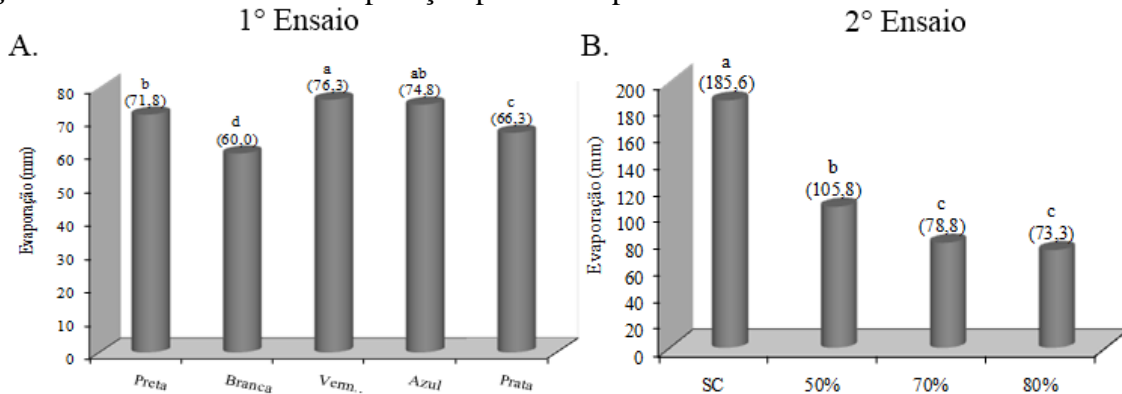 1° Ensaio
A.
Evaporação (mm)
80
70
60
50
40
30
20
10
0
b
(71,8)
d
(60,0)
a
(76,3)
ab
(74,8)
c
(66,3)
Preta
Branca
Verm..
Azul
Prata
2° Ensaio
B.
Evaporação (mm)
200
180
160
140
120
100
80
60
40
20
0
a
(185,6)
b
(105,8)
c
(78,8)
c
(73,3)
SC
50%
70%
80%